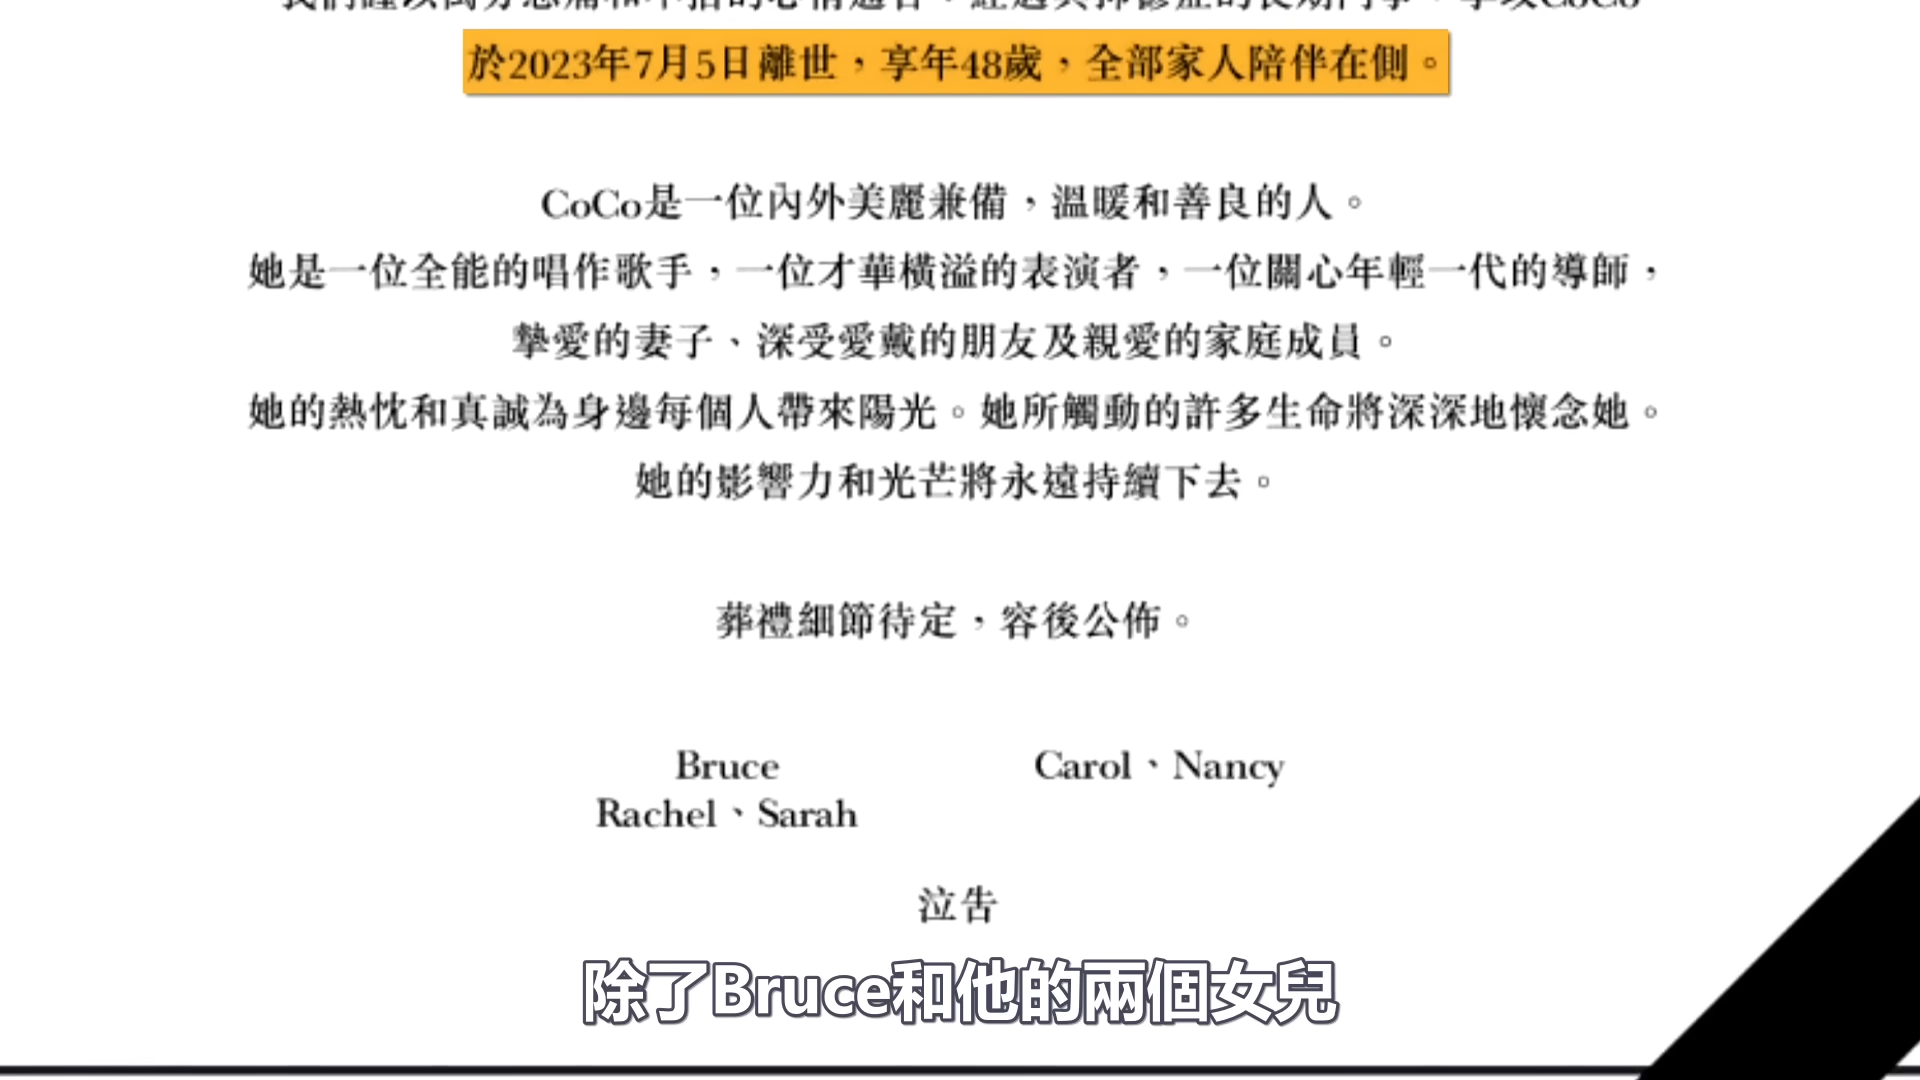 於2023年7月5日離世，享年48歲，全部家人陪伴在側。
CoCo是一位內外美麗兼備，溫暖和善良的人。
她是一位全能的唱作歌手，一位才華橫溢的表演者，一位關心年輕一代的導師，
摯愛的妻子、深受愛戴的朋友及親愛的家庭成員。
她的熱忱和真誠為身邊每個人帶來陽光。她所觸動的許多生命將深深地懷念她。
她的影響力和光芒將永遠持續下去。
葬禮細節待定，容後公佈。
Bruce Carol、Nancy
Rachel、Sarah
泣告
除了Bruce和他的兩個女兒